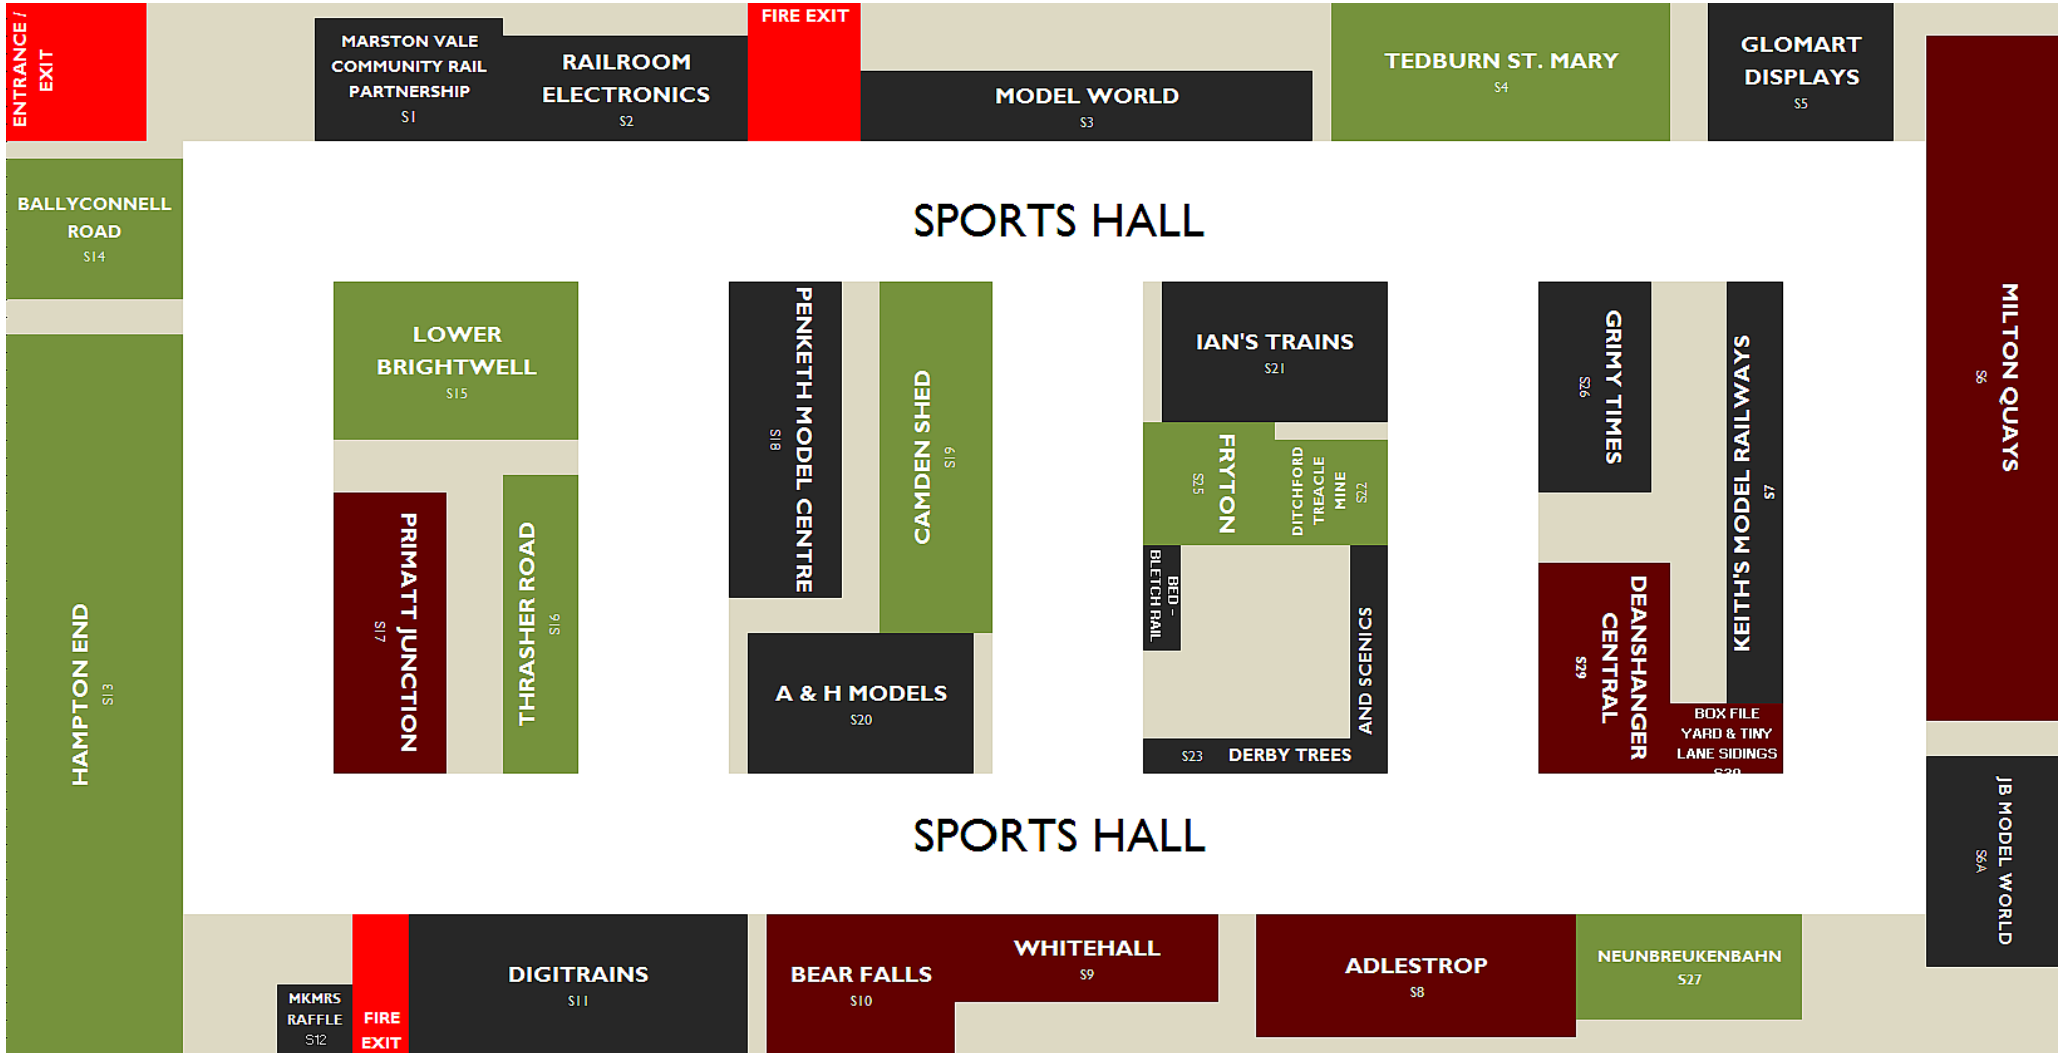 ENTRANCE /
EXIT
MARSTON VALE
COMMUNITY RAIL
PARTNERSHIP
S1
RAILROOM
ELECTRONICS
S2
FIRE EXIT
MODEL WORLD
S3
TEDBURN ST. MARY
S4
GLOMART
DISPLAYS
S5
BALLYCONNELL
ROAD
S14
SPORTS HALL
MILTON QUAYS
S6
LOWER
BRIGHTWELL
S15
PENKETH MODEL CENTRE
S18
CAMDEN SHED
S19
IAN'S TRAINS
S21
GRIMY TIMES
S26
KEITH'S MODEL RAILWAYS
S7
FRYTON
S25
DITCHFORD
TREACLE
MINE
S22
HAMPTON END
S13
PRIMATT JUNCTION
S17
THRASHER ROAD
S16
A & H MODELS
S20
BED -
BLETCH RAIL
AND SCENICS
S23 DERBY TREES
DEANSHANGER
CENTRAL
S29
BOX FILE
YARD & TINY
LANE SIDINGS
S30
JB MODEL WORLD
S6A
SPORTS HALL
MKMRS
RAFFLE
S12
FIRE
EXIT
DIGITRAINS
S11
BEAR FALLS
S10
WHITEHALL
S9
ADLESTROP
S8
NEUNBREUKENBAHN
S27